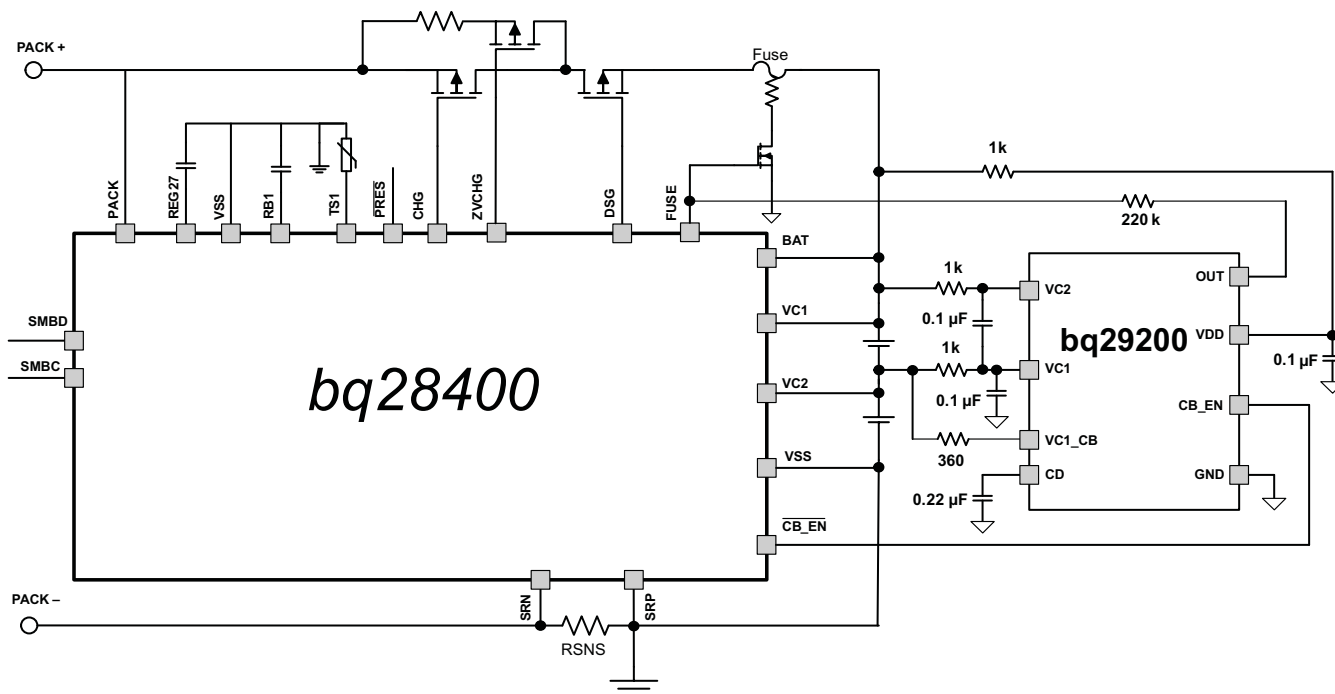 PACK +
Fuse
1k
220 k
PACK
REG27
VSS
RB1
TS1
PRES
CHG
ZVCHG
DSG
FUSE
BAT
VC1
VC2
VSS
CB_EN
SMBD
SMBC
bq28400
1k
0.1 µF
1k
0.1 µF
360
0.22 µF
VC2
VC1
VC1_CB
CD
bq29200
OUT
VDD
CB_EN
GND
0.1 µF
PACK –
SRN
SRP
RSNS